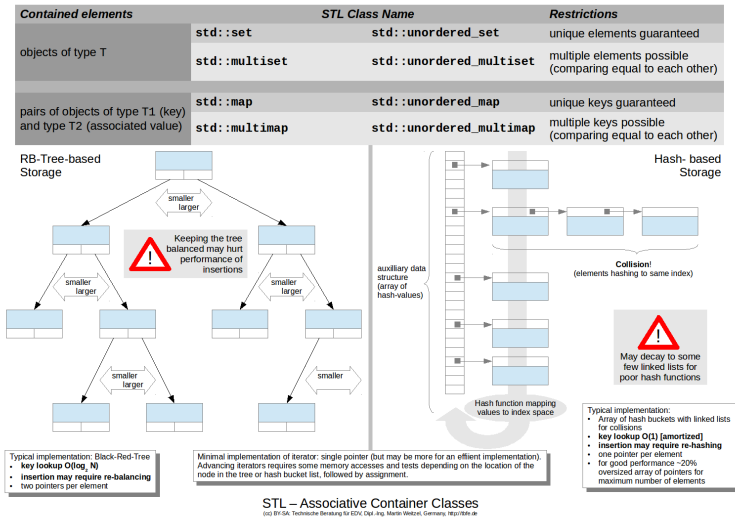 Contained elements STL Class Name Restrictions
objects of type T
std::set std::unordered_set unique elements guaranteed
std::multiset std::unordered_multiset multiple elements possible
(comparing equal to each other)
pairs of objects of type T1 (key)
and type T2 (associated value)
std::map std::unordered_map unique keys guaranteed
std::multimap std::unordered_multimap multiple keys possible
(comparing equal to each other)
RB-Tree-based
Storage
smaller
larger
Keeping the tree
balanced may hurt
performance of
insertions
!
smaller
larger
smaller
larger
smaller
larger
smaller
Hash- based
Storage
auxilliary data
structure
(array of
hash-values)
Collision!
(elements hashing to same index)
!
May decay to some
few linked lists for
poor hash functions
Hash function mapping
values to index space
Typical implementation: Black-Red-Tree
• key lookup O(log2 N)
• insertion may require re-balancing
• two pointers per element
Minimal implementation of iterator: single pointer (but may be more for an effiient implementation).
Advancing iterators requires some memory accesses and tests depending on the location of the
node in the tree or hash bucket list, followed by assignment.
Typical implementation:
• Array of hash buckets with linked lists
for collisions
• key lookup O(1) [amortized]
• insertion may require re-hashing
• one pointer per element
• for good performance ~20%
oversized array of pointers for
maximum number of elements
STL – Associative Container Classes
(cc) BY-SA: Technische Beratung für EDV, Dipl.-Ing. Martin Weitzel, Germany, http://tbfe.de